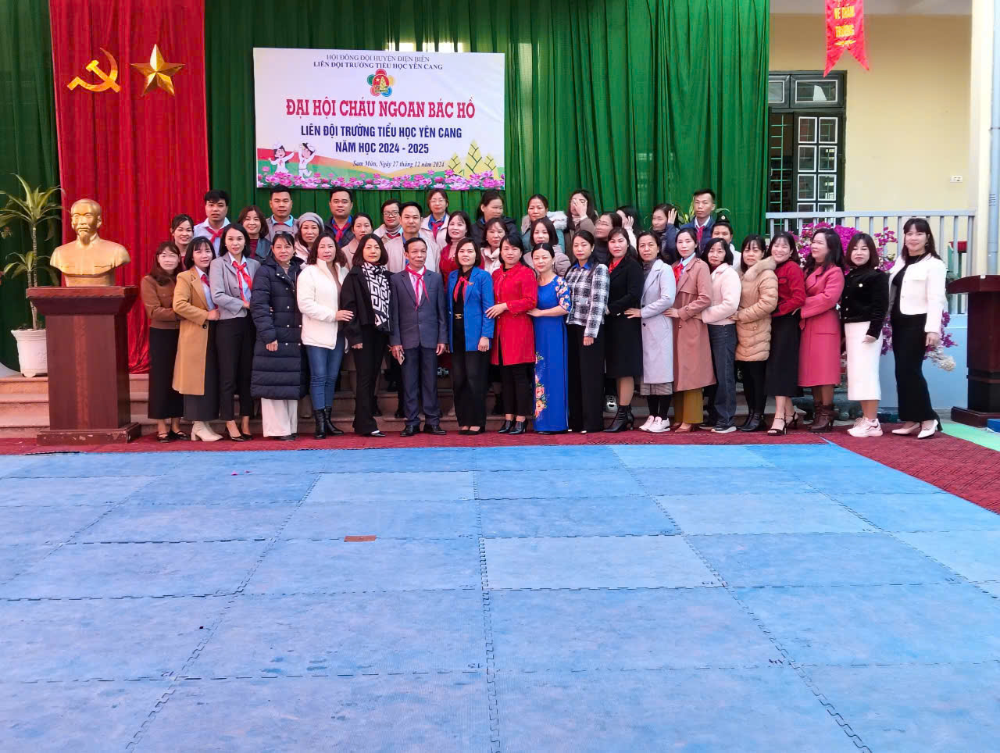 HỘI ĐỒNG ĐỘI HUYỆN ĐIỆN BIÊN
LIÊN ĐỘI TRƯỜNG TIỂU HỌC YÊN CANG
ĐẠI HỘI CHÁU NGOAN BÁC HỒ
LIÊN ĐỘI TRƯỜNG TIỂU HỌC YÊN CANG
NĂM HỌC 2024 - 2025
Sam Mứn, Ngày 27 tháng 12 năm 2024
VỀ THĂM
TRƯỜNG